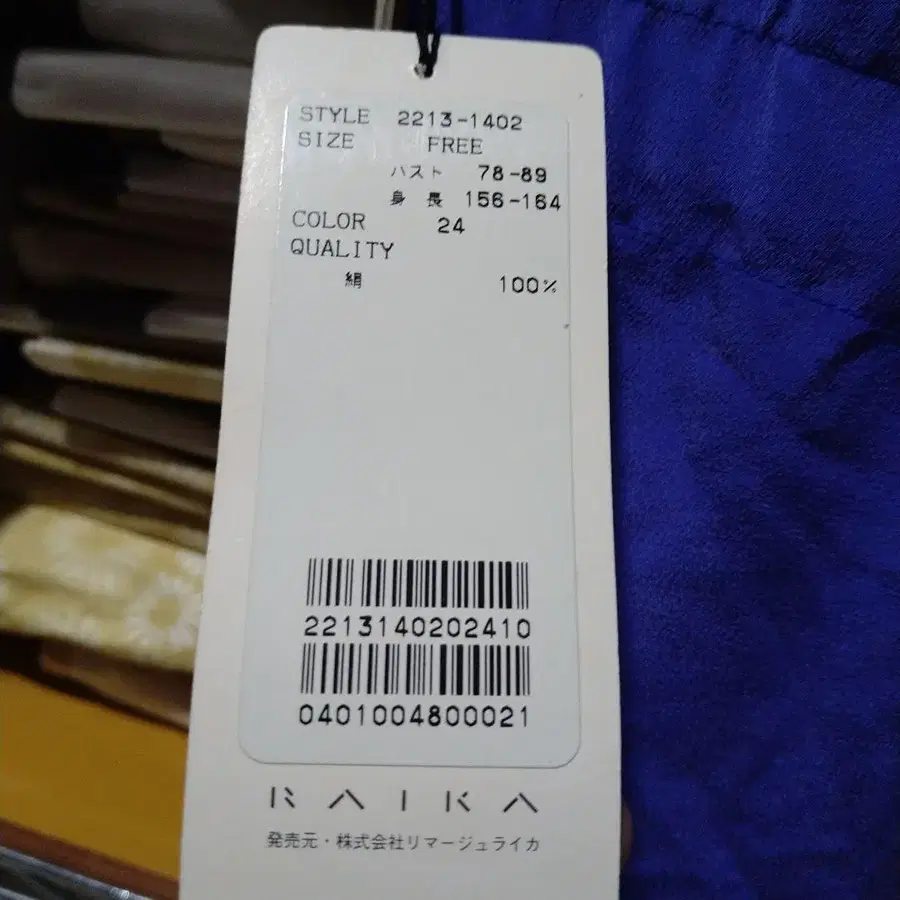 STYLE 2213-1402
SIZE FREE
バスト 78-89
身長 156-164
COLOR 24
QUALITY
絹 100%
2213140202410
0401004800021
RAIKA
発売元・株式会社リマージュライカ